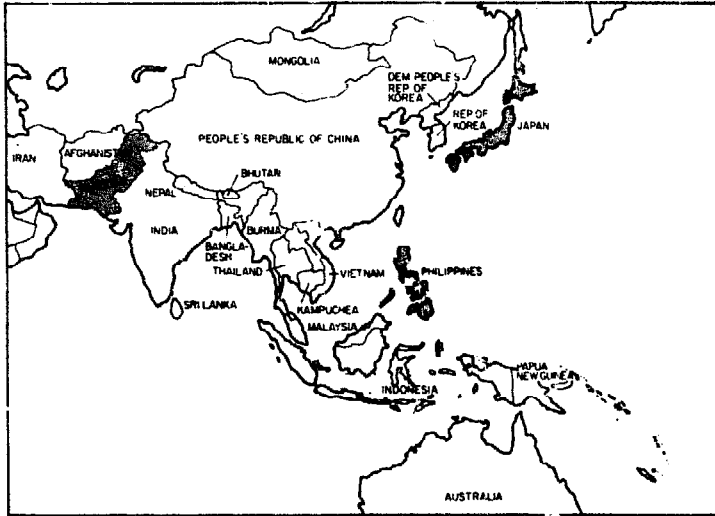 MONGOLIA
DEM PEOPLE'S
REP OF
KOREA
REP OF
KOREA
JAPAN
PEOPLE'S REPUBLIC OF CHINA
IRAN
AFGHANIST
BHUTAN
NEPAL
INDIA
BURMA
BANGLA-
DESH
THAILAND
VIETNAM
PHILIPPINES
SRI LANKA
KAMPUCHEA
MALAYSIA
INDONESIA
PAPUA
NEW GUINEA
AUSTRALIA